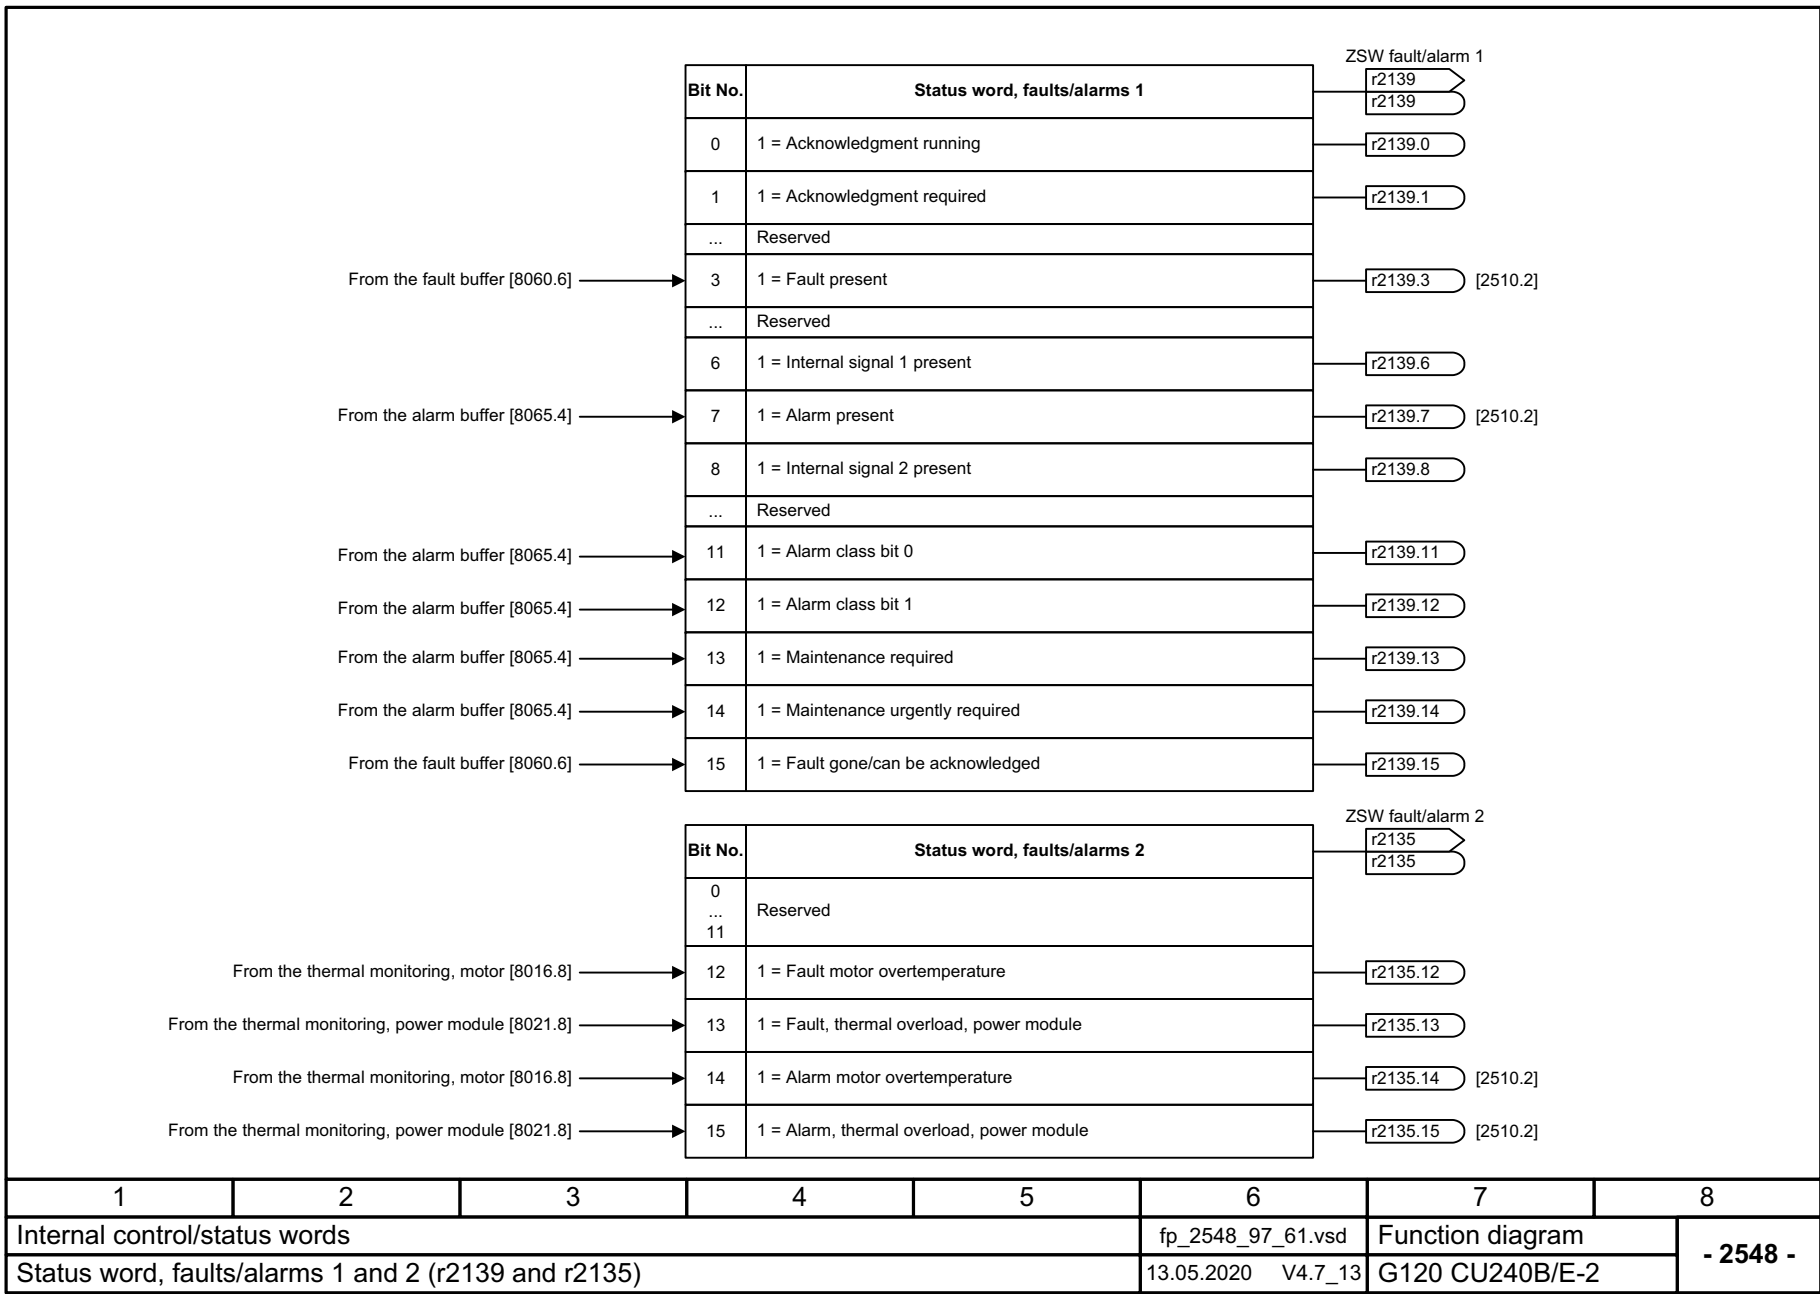 ZSW fault/alarm 1
Bit No. Status word, faults/alarms 1 r2139
r2139
0 1 = Acknowledgment running r2139.0
1 1 = Acknowledgment required r2139.1
... Reserved
From the fault buffer [8060.6] 3 1 = Fault present r2139.3 [2510.2]
... Reserved
6 1 = Internal signal 1 present r2139.6
From the alarm buffer [8065.4] 7 1 = Alarm present r2139.7 [2510.2]
8 1 = Internal signal 2 present r2139.8
... Reserved
From the alarm buffer [8065.4] 11 1 = Alarm class bit 0 r2139.11
From the alarm buffer [8065.4] 12 1 = Alarm class bit 1 r2139.12
From the alarm buffer [8065.4] 13 1 = Maintenance required r2139.13
From the alarm buffer [8065.4] 14 1 = Maintenance urgently required r2139.14
From the fault buffer [8060.6] 15 1 = Fault gone/can be acknowledged r2139.15
ZSW fault/alarm 2
Bit No. Status word, faults/alarms 2 r2135
r2135
0
... Reserved
11
From the thermal monitoring, motor [8016.8] 12 1 = Fault motor overtemperature r2135.12
From the thermal monitoring, power module [8021.8] 13 1 = Fault, thermal overload, power module r2135.13
From the thermal monitoring, motor [8016.8] 14 1 = Alarm motor overtemperature r2135.14 [2510.2]
From the thermal monitoring, power module [8021.8] 15 1 = Alarm, thermal overload, power module r2135.15 [2510.2]
1 2 3 4 5 6 7 8
Internal control/status words fp_2548_97_61.vsd Function diagram - 2548 -
Status word, faults/alarms 1 and 2 (r2139 and r2135) 13.05.2020 V4.7_13 G120 CU240B/E-2